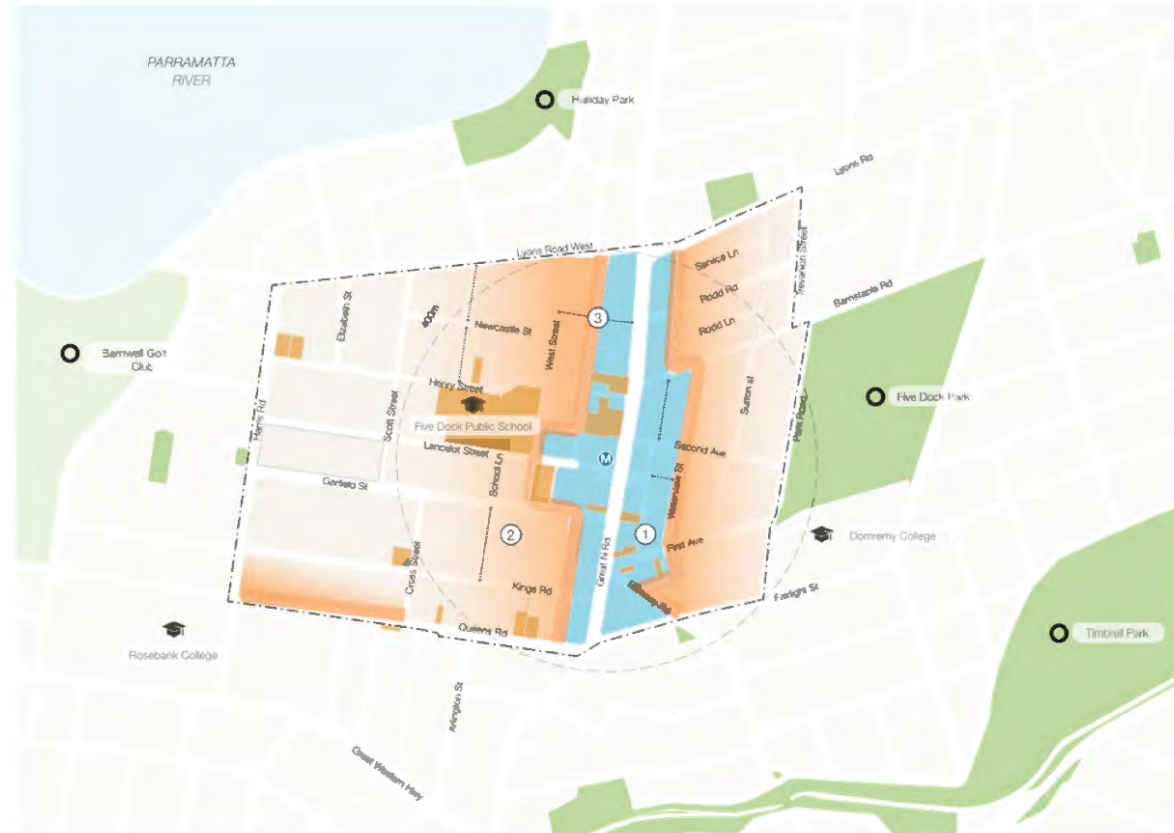 PARRAMATTA
RIVER
Halliday Park
Lyons Rd
Lyons Road West
Service Ln
Trevanion Street
Rodd Rd
Barnstaple Rd
Rodd Ln
Elizabeth St
400m
Newcastle St
West Street
3
Barnwell Golf
Club
Henry Street
Sutton st
Five Dock Park
Harris Rd
Scott Street
Five Dock Public School
Park Road
Lancelot Street
Second Ave
M
School Ln
Garfield St
Waterview St
2
1
Domremy College
First Ave
Great N Rd
Cross Street
Kings Rd
Fairlight St
Queens Rd
Timbrell Park
Rosebank College
Arlington St
Great Western Hwy